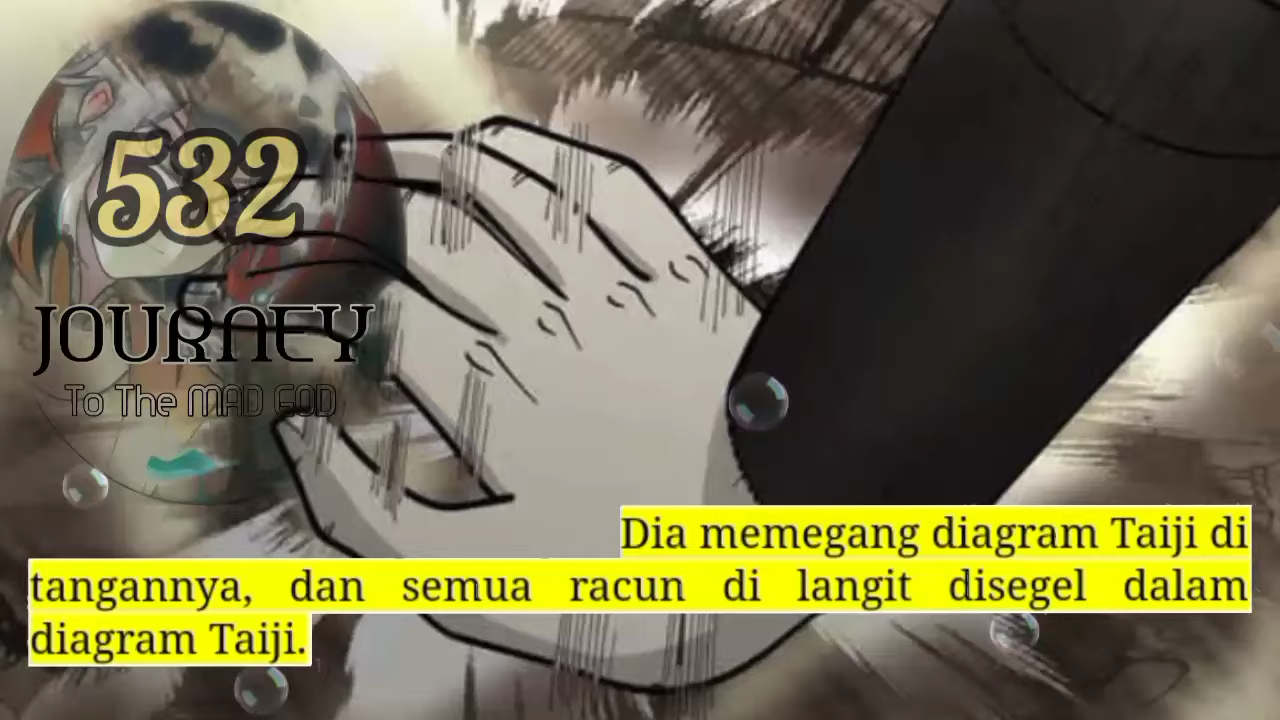 532
JOURNEY
To The MAD GOD
Dia memegang diagram Taiji di
tangannya, dan semua racun di langit disegel dalam
diagram Taiji.